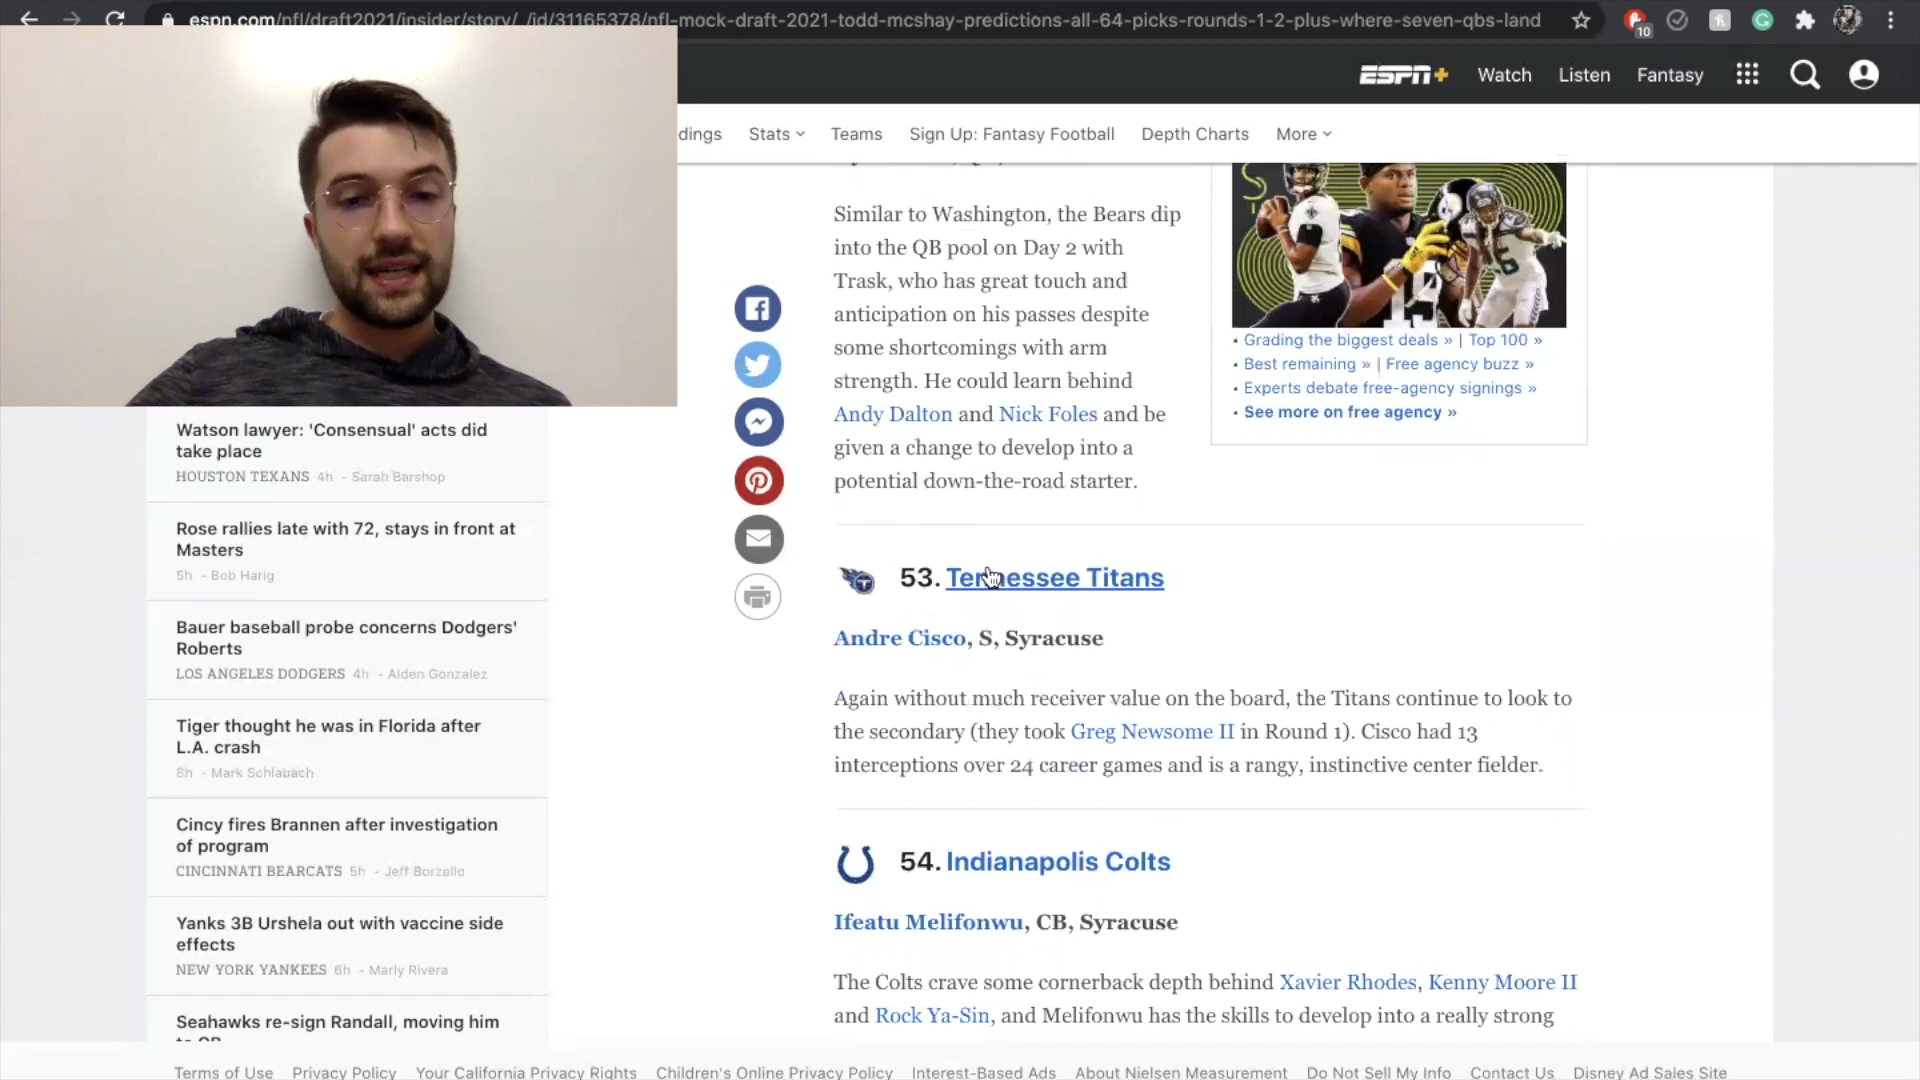 espn.com/nfl/draft2021/insider/story/_/id/31165378/nfl-mock-draft-2021-todd-mcshay-predictions-all-64-picks-rounds-1-2-plus-where-seven-qbs-land
10
ESPN+ Watch Listen Fantasy
dings Stats Teams Sign Up: Fantasy Football Depth Charts More
Similar to Washington, the Bears dip
into the QB pool on Day 2 with
Trask, who has great touch and
anticipation on his passes despite
some shortcomings with arm
strength. He could learn behind
Andy Dalton and Nick Foles and be
given a change to develop into a
potential down-the-road starter.
Grading the biggest deals » | Top 100 »
Best remaining » | Free agency buzz »
Experts debate free-agency signings »
See more on free agency »
53. Tennessee Titans
Andre Cisco, S, Syracuse
Again without much receiver value on the board, the Titans continue to look to
the secondary (they took Greg Newsome II in Round 1). Cisco had 13
interceptions over 24 career games and is a rangy, instinctive center fielder.
54. Indianapolis Colts
Ifeatu Melifonwu, CB, Syracuse
The Colts crave some cornerback depth behind Xavier Rhodes, Kenny Moore II
and Rock Ya-Sin, and Melifonwu has the skills to develop into a really strong
Watson lawyer: 'Consensual' acts did
take place
HOUSTON TEXANS 4h - Sarah Barshop
Rose rallies late with 72, stays in front at
Masters
5h - Bob Harig
Bauer baseball probe concerns Dodgers'
Roberts
LOS ANGELES DODGERS 4h - Alden Gonzalez
Tiger thought he was in Florida after
L.A. crash
8h - Mark Schlabach
Cincy fires Brannen after investigation
of program
CINCINNATI BEARCATS 5h - Jeff Borzello
Yanks 3B Urshela out with vaccine side
effects
NEW YORK YANKEES 6h - Marly Rivera
Seahawks re-sign Randall, moving him
Terms of Use Privacy Policy Your California Privacy Rights Children's Online Privacy Policy Interest-Based Ads About Nielsen Measurement Do Not Sell My Info Contact Us Disney Ad Sales Site